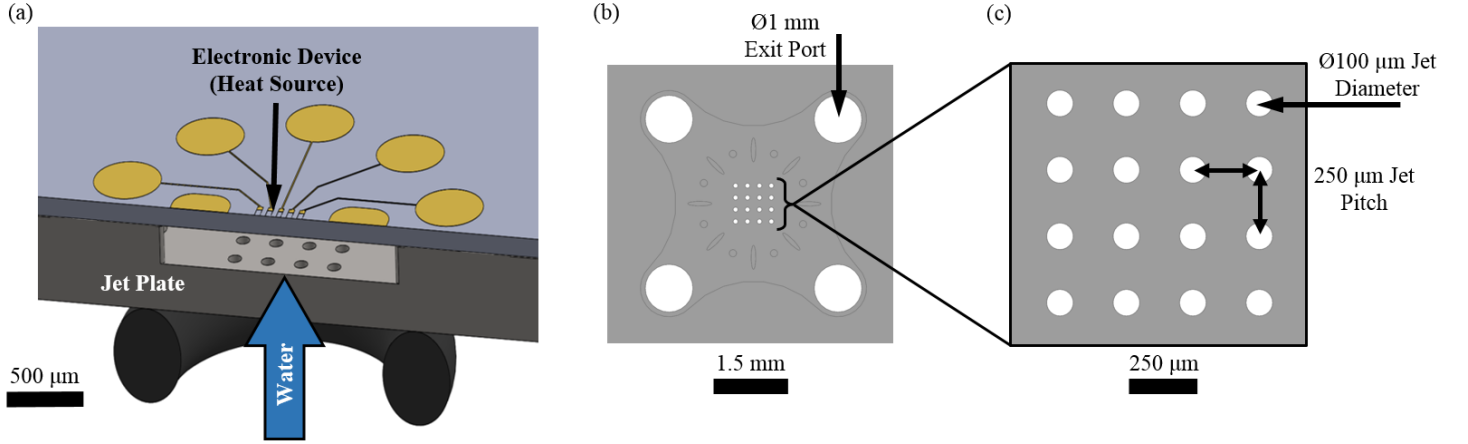 (a)
Electronic Device
(Heat Source)
Jet Plate
Water
500 μm
(b)
Ø1 mm
Exit Port
1.5 mm
(c)
Ø100 μm Jet
Diameter
250 μm Jet
Pitch
250 μm